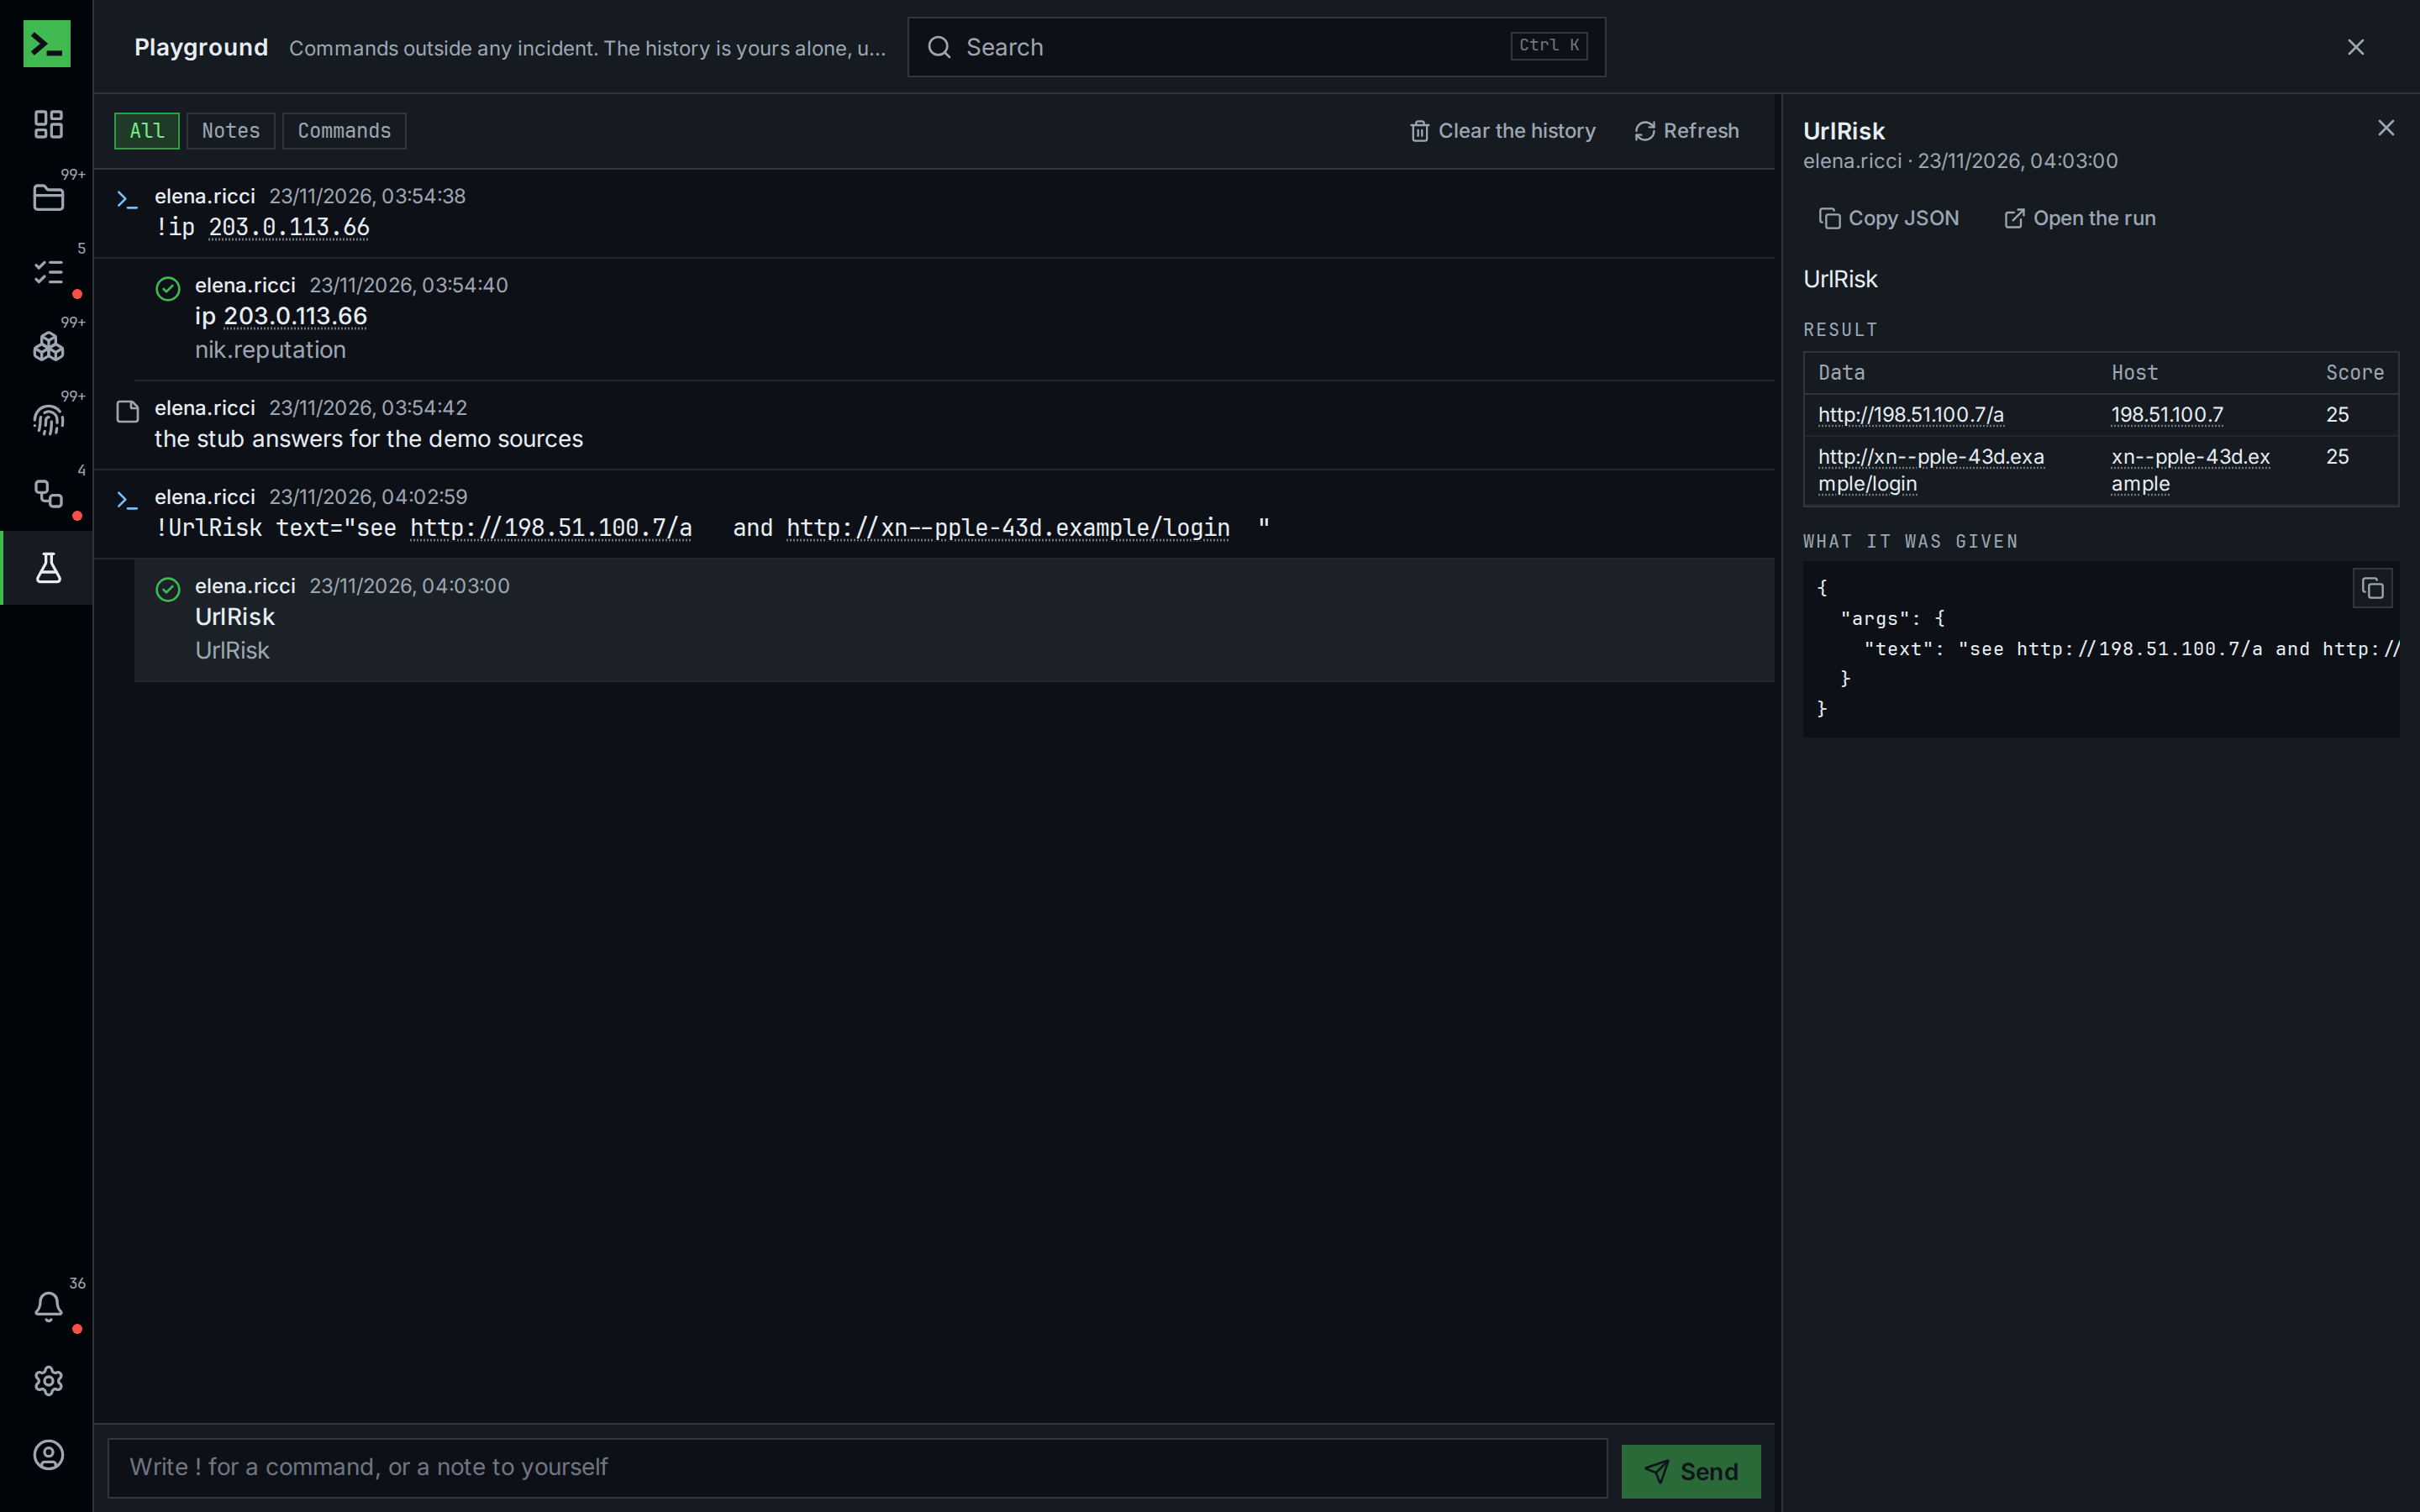 Playground Commands outside any incident. The history is yours alone, u...
Search Ctrl K
99+
5
99+
99+
4
36
All Notes Commands
Clear the history Refresh
elena.ricci 23/11/2026, 03:54:38
!ip 203.0.113.66
elena.ricci 23/11/2026, 03:54:40
ip 203.0.113.66
nik.reputation
elena.ricci 23/11/2026, 03:54:42
the stub answers for the demo sources
elena.ricci 23/11/2026, 04:02:59
!UrlRisk text="see http://198.51.100.7/a and http://xn--pple-43d.example/login "
elena.ricci 23/11/2026, 04:03:00
UrlRisk
UrlRisk
Write ! for a command, or a note to yourself
Send
UrlRisk
elena.ricci · 23/11/2026, 04:03:00
Copy JSON Open the run
UrlRisk
RESULT
Data Host Score
http://198.51.100.7/a 198.51.100.7 25
http://xn--pple-43d.exa xn--pple-43d.ex 25
mple/login ample
WHAT IT WAS GIVEN
{
"args": {
"text": "see http://198.51.100.7/a and http://
}
}